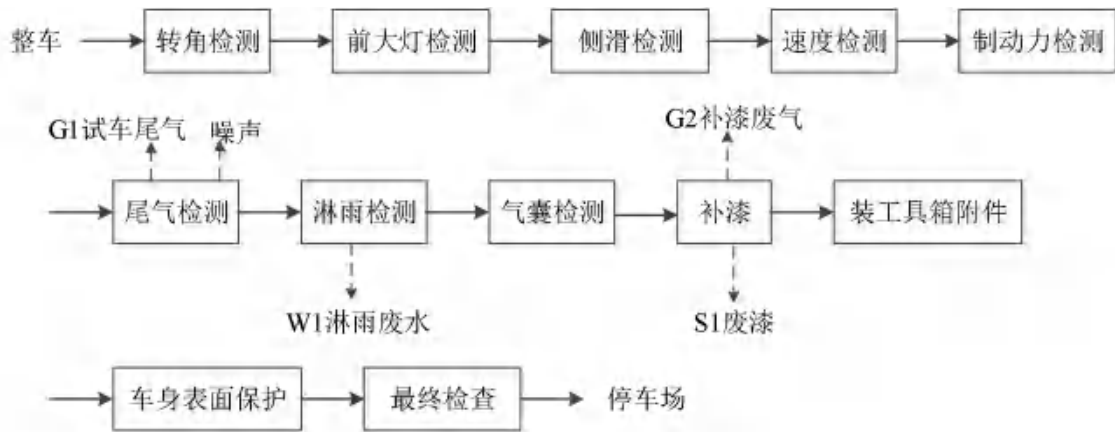 整车 转角检测 前大灯检测 侧滑检测 速度检测 制动力检测
G1试车尾气 噪声 G2补漆废气
尾气检测 淋雨检测 气囊检测 补漆 装工具箱附件
W1淋雨废水 S1废漆
车身表面保护 最终检查 停车场